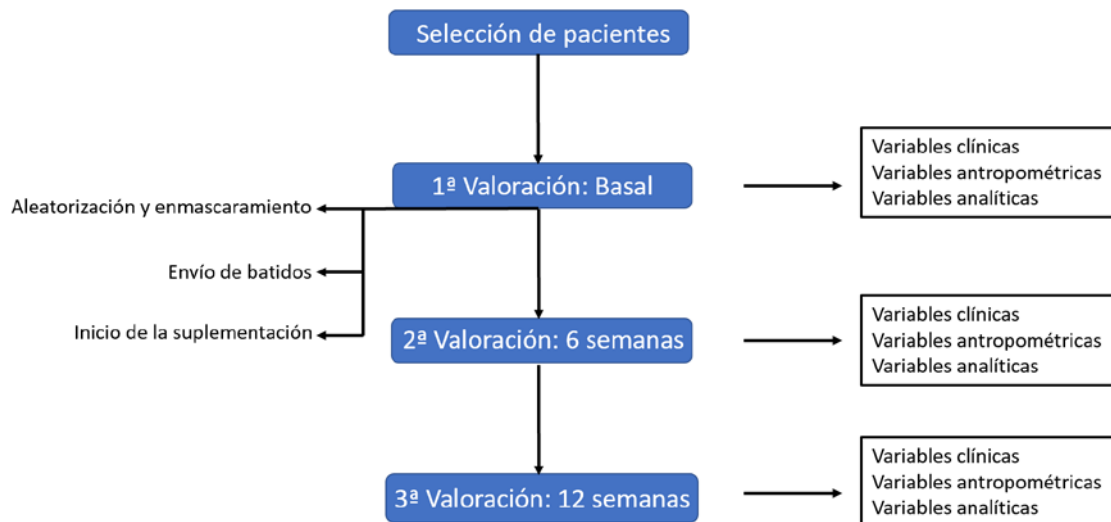 Selección de pacientes
1ª Valoración: Basal
Variables clínicas
Variables antropométricas
Variables analíticas
Aleatorización y enmascaramiento
Envío de batidos
Inicio de la suplementación
2ª Valoración: 6 semanas
Variables clínicas
Variables antropométricas
Variables analíticas
3ª Valoración: 12 semanas
Variables clínicas
Variables antropométricas
Variables analíticas